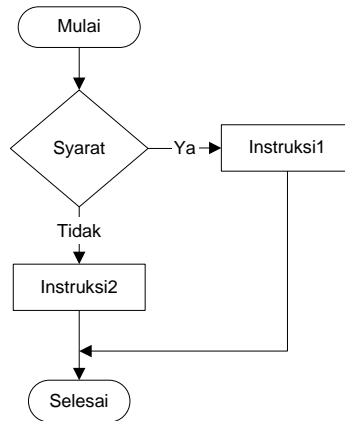 Mulai
Syarat
Ya
Instruksi1
Tidak
Instruksi2
Selesai